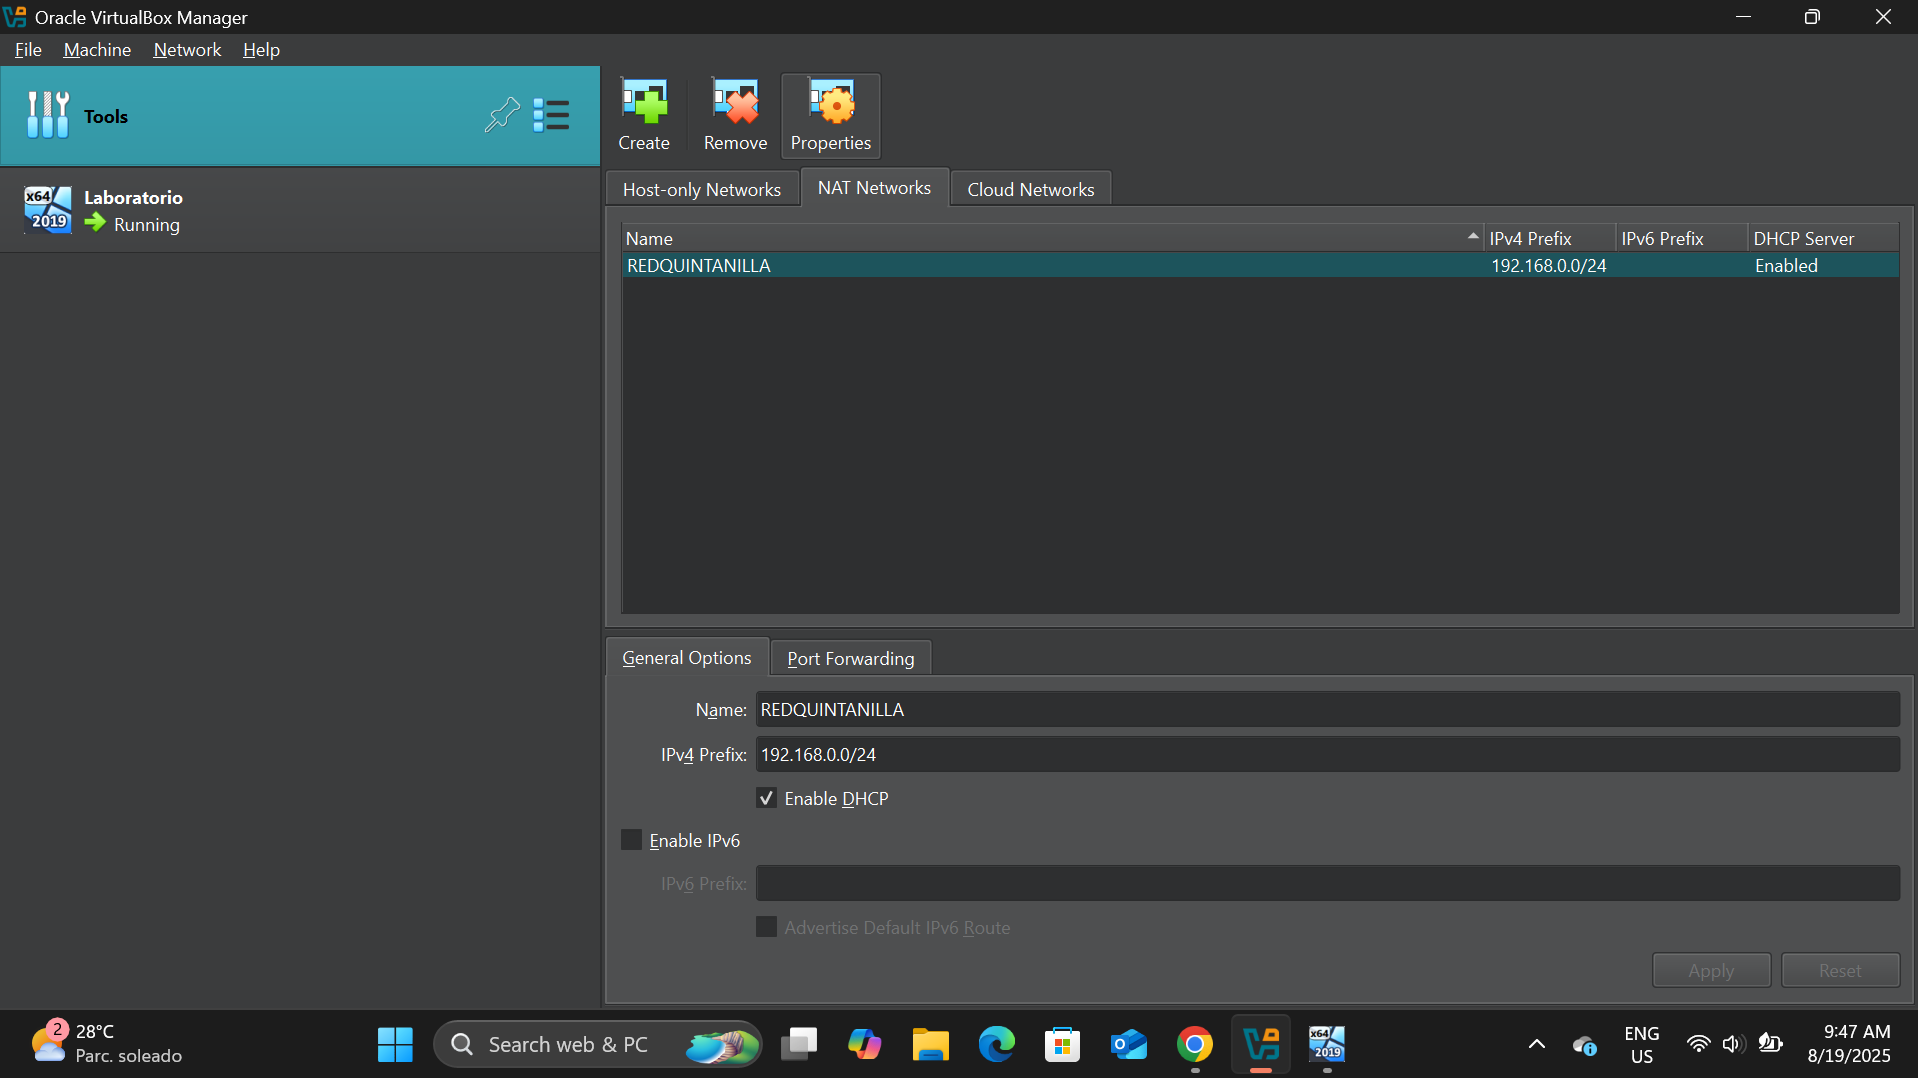 Oracle VirtualBox Manager
File Machine Network Help
Tools
x64
2019
Laboratorio
Running
Create
Remove
Properties
Host-only Networks
NAT Networks
Cloud Networks
Name
IPv4 Prefix
IPv6 Prefix
DHCP Server
REDQUINTANILLA
192.168.0.0/24
Enabled
General Options
Port Forwarding
Name: REDQUINTANILLA
IPv4 Prefix: 192.168.0.0/24
Enable DHCP
Enable IPv6
IPv6 Prefix:
Advertise Default IPv6 Route
Apply
Reset
2
28°C
Parc. soleado
Search web & PC
x64
2019
ENG
US
9:47 AM
8/19/2025